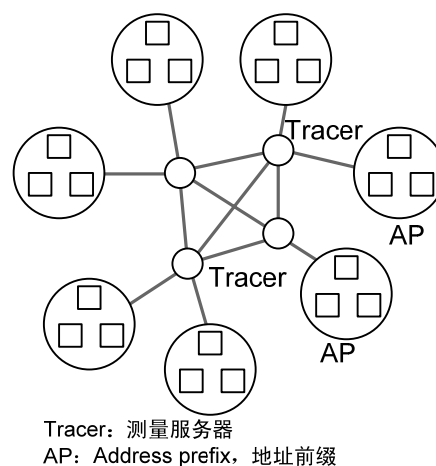 Tracer
AP
Tracer
AP
Tracer：测量服务器
AP：Address prefix，地址前缀